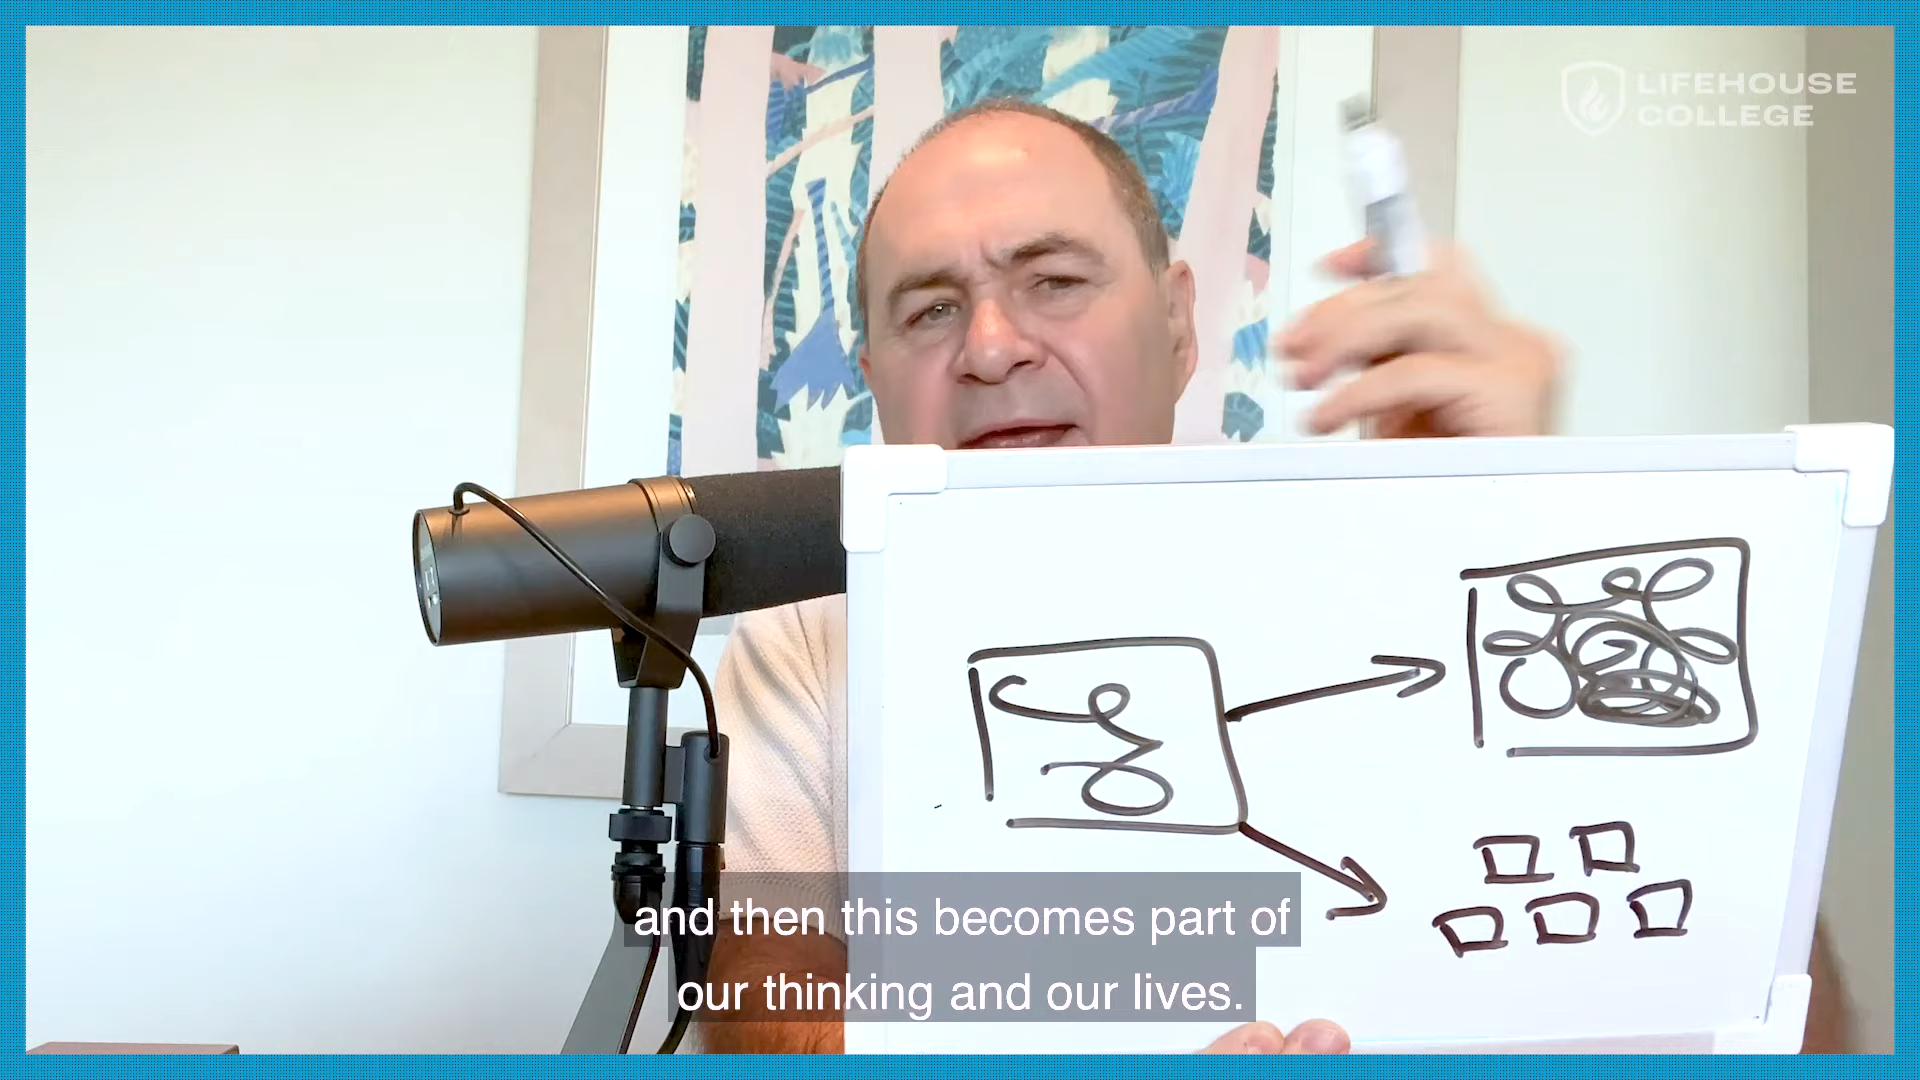 LIFEHOUSE
COLLEGE
and then this becomes part of
our thinking and our lives.